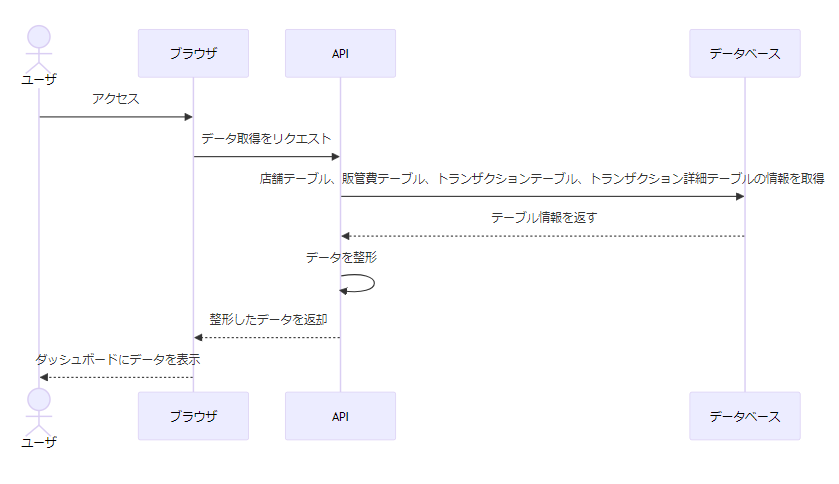 ユーザ
ブラウザ
API
データベース
アクセス
データ取得をリクエスト
店舗テーブル、販管費テーブル、トランザクションテーブル、トランザクション詳細テーブルの情報を取得
テーブル情報を返す
データを整形
整形したデータを返却
ダッシュボードにデータを表示
ユーザ
ブラウザ
API
データベース